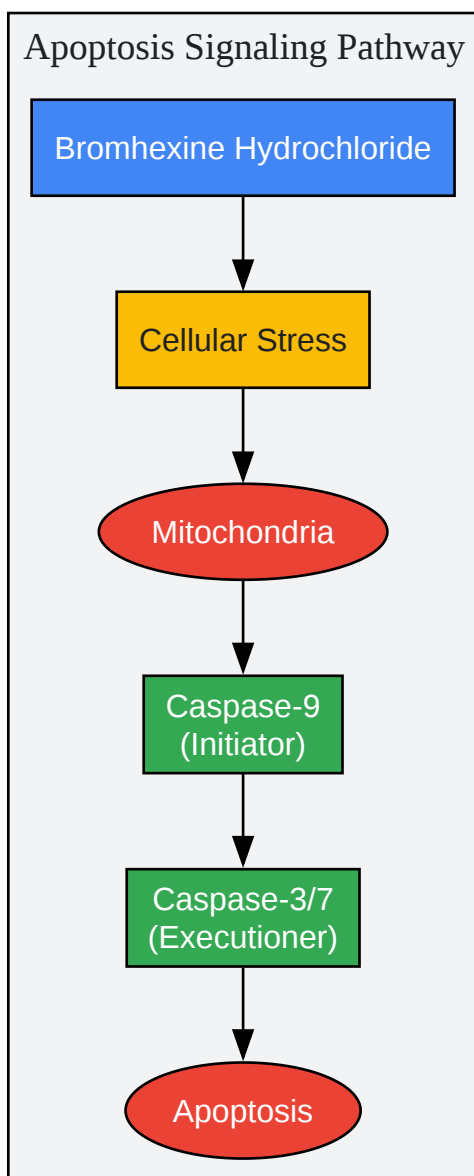 Apoptosis Signaling Pathway
Bromhexine Hydrochloride
Cellular Stress
Mitochondria
Caspase-9
(Initiator)
Caspase-3/7
(Executioner)
Apoptosis